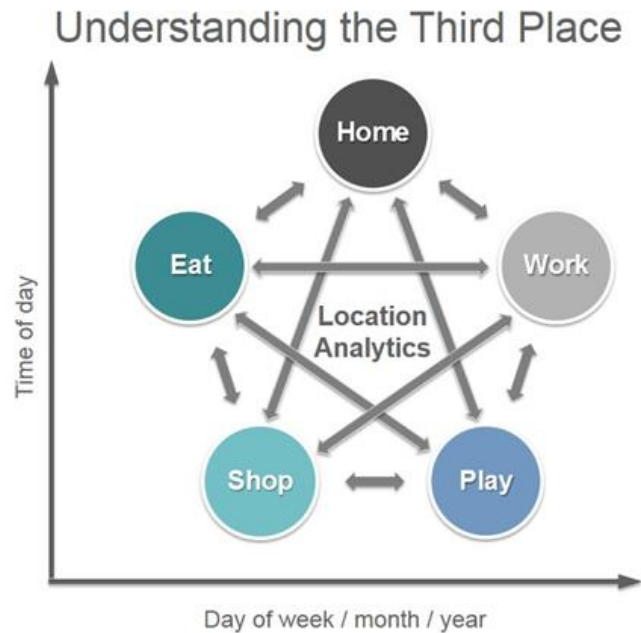 Understanding the Third Place
Home
Eat
Work
Location
Analytics
Shop
Play
Time of day
Day of week / month / year